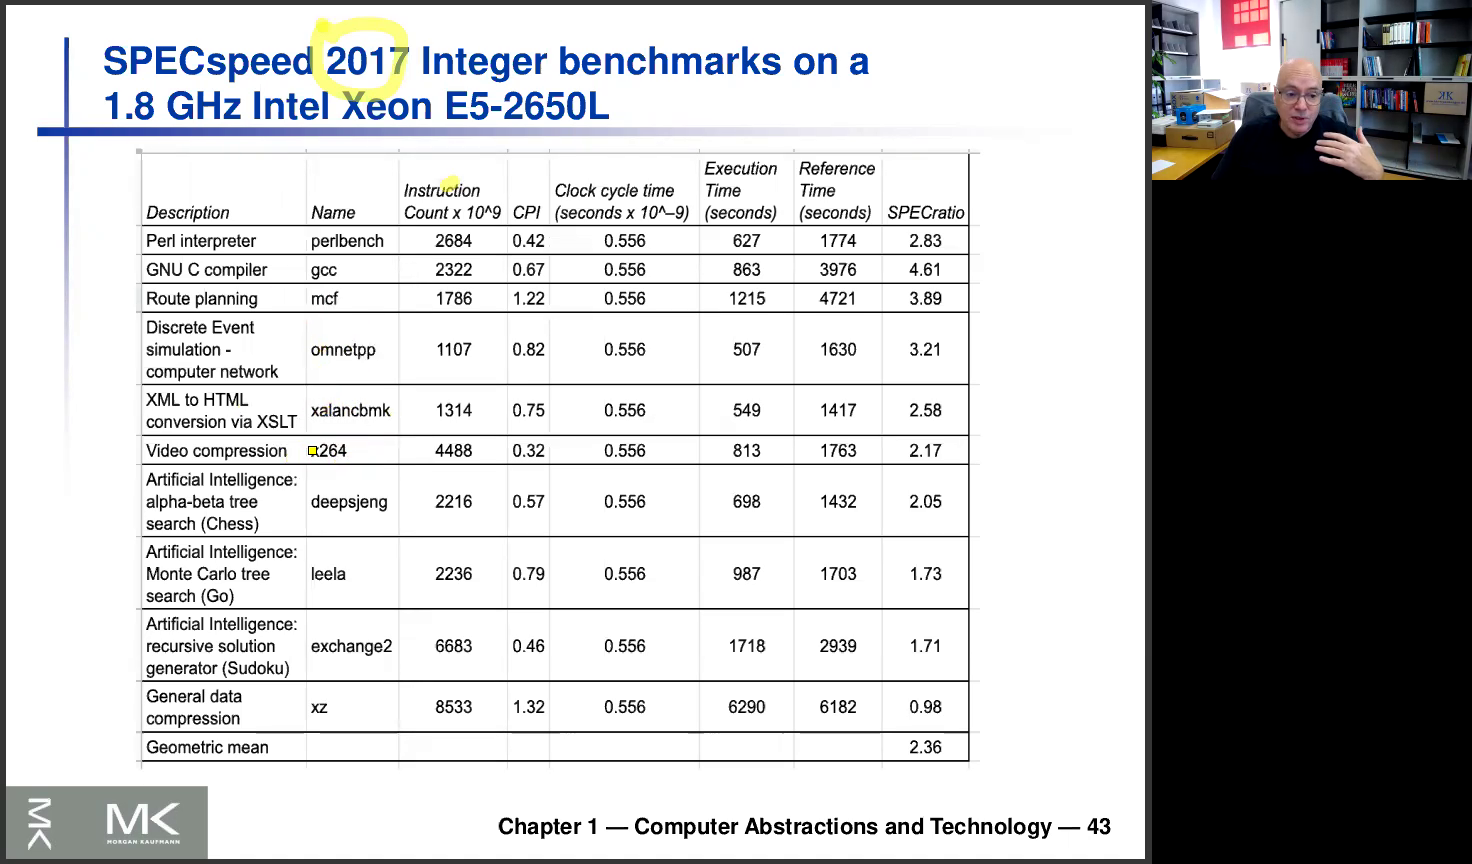 SPECspeed 2017 Integer benchmarks on a
1.8 GHz Intel Xeon E5-2650L
Description Name Instruction Count x 10^9 CPI Clock cycle time (seconds x 10^–9) Execution Time (seconds) Reference Time (seconds) SPECratio
Perl interpreter perlbench 2684 0.42 0.556 627 1774 2.83
GNU C compiler gcc 2322 0.67 0.556 863 3976 4.61
Route planning mcf 1786 1.22 0.556 1215 4721 3.89
Discrete Event simulation - computer network omnetpp 1107 0.82 0.556 507 1630 3.21
XML to HTML conversion via XSLT xalancbmk 1314 0.75 0.556 549 1417 2.58
Video compression x264 4488 0.32 0.556 813 1763 2.17
Artificial Intelligence: alpha-beta tree search (Chess) deepsjeng 2216 0.57 0.556 698 1432 2.05
Artificial Intelligence: Monte Carlo tree search (Go) leela 2236 0.79 0.556 987 1703 1.73
Artificial Intelligence: recursive solution generator (Sudoku) exchange2 6683 0.46 0.556 1718 2939 1.71
General data compression xz 8533 1.32 0.556 6290 6182 0.98
Geometric mean 2.36
MK
MK
MORGAN KAUFMANN
Chapter 1 — Computer Abstractions and Technology — 43